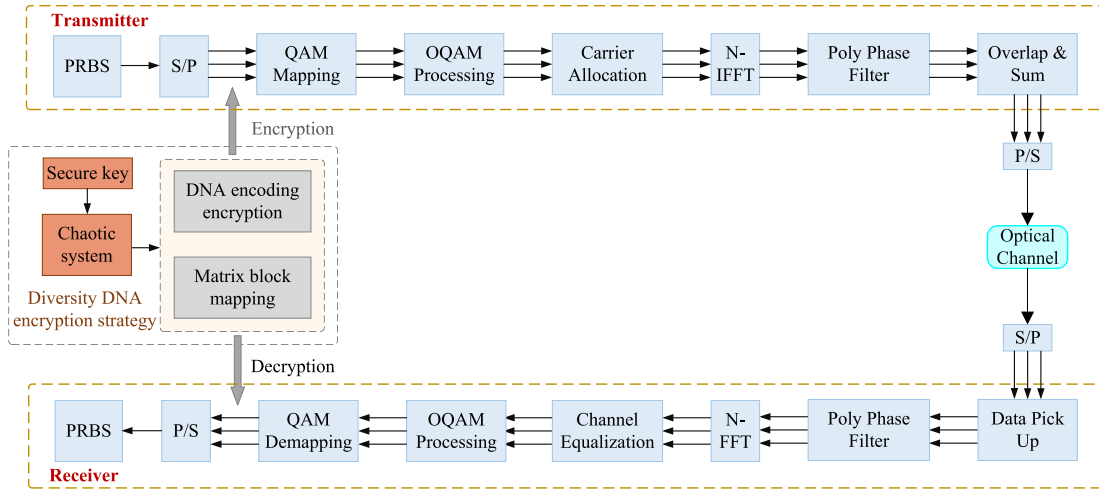 Transmitter
PRBS
S/P
QAM
Mapping
OQAM
Processing
Carrier
Allocation
N-
IFFT
Poly Phase
Filter
Overlap &
Sum
Encryption
P/S
Secure key
DNA encoding
encryption
Chaotic
system
Optical
Channel
Matrix block
mapping
Diversity DNA
encryption strategy
S/P
Decryption
PRBS
P/S
QAM
Demapping
OQAM
Processing
Channel
Equalization
N-
FFT
Poly Phase
Filter
Data Pick
Up
Receiver